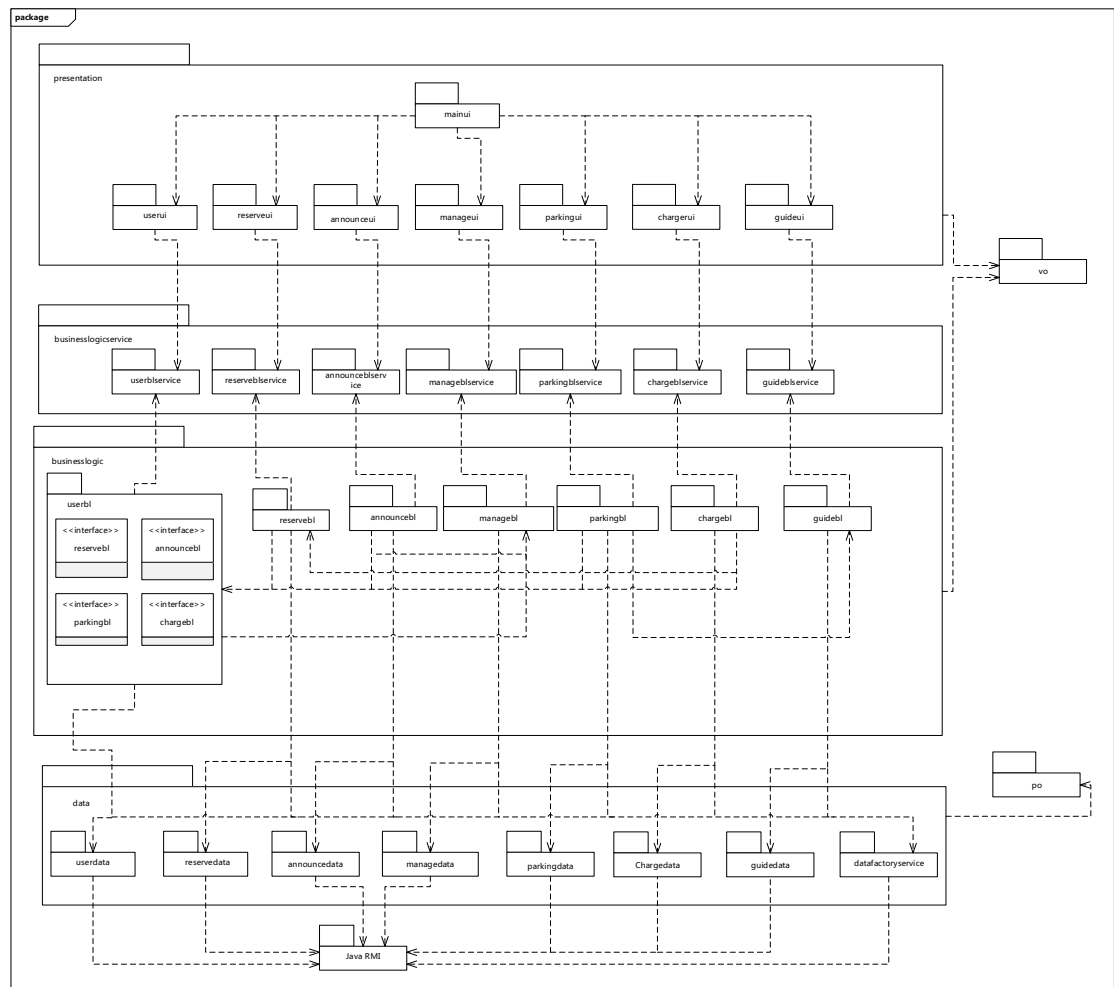 package
presentation
mainui
userui
reserveui
announceui
manageui
parkingui
chargerui
guideui
vo
businesslogicservice
userblservice
reserveblservice
announceblserv
ice
manageblservice
parkingblservice
chargeblservice
guideblservice
businesslogic
userbl
<<interface>>
reservebl
<<interface>>
announcebl
<<interface>>
parkingbl
<<interface>>
chargebl
reservebl
announcebl
managebl
parkingbl
chargebl
guidebl
po
data
userdata
reservedata
announcedata
managedata
parkingdata
Chargedata
guidedata
datafactoryservice
Java RMI